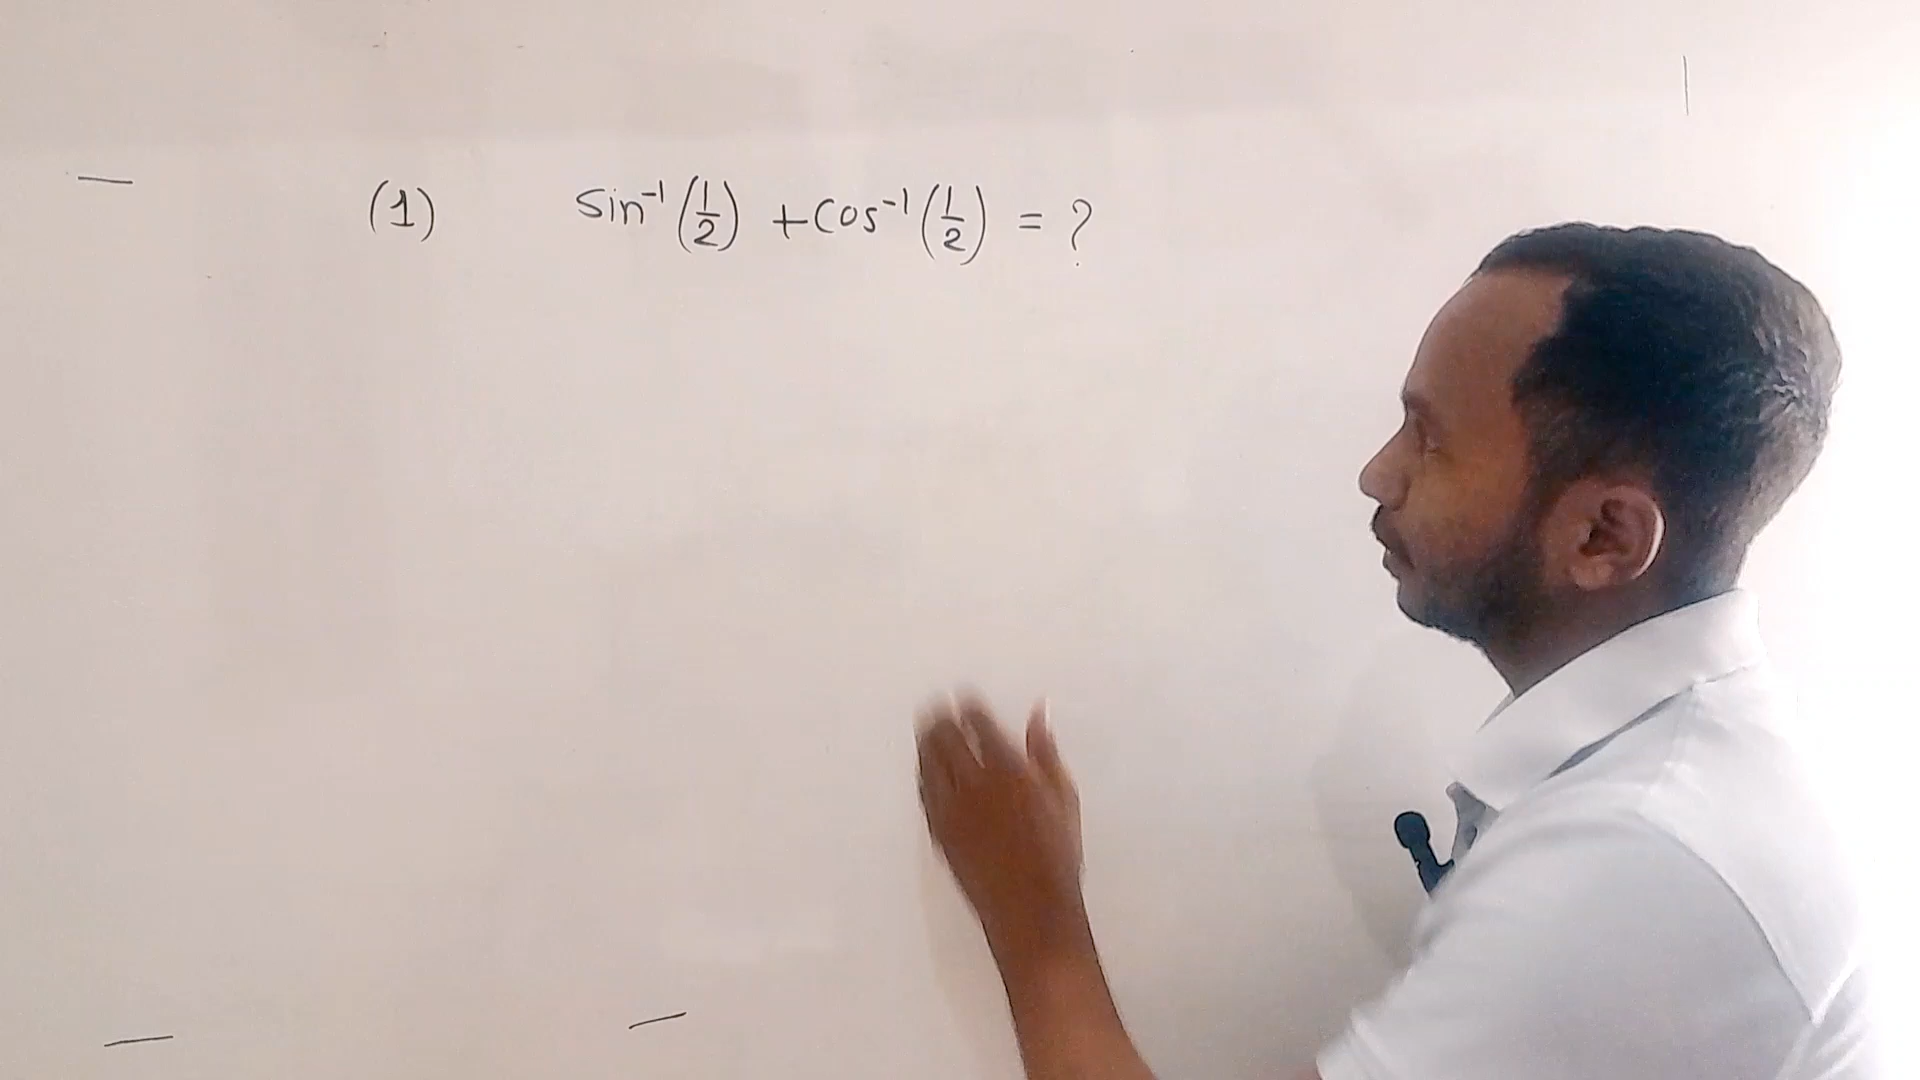 (1) Sin⁻¹(1/2) + Cos⁻¹(1/2) = ?